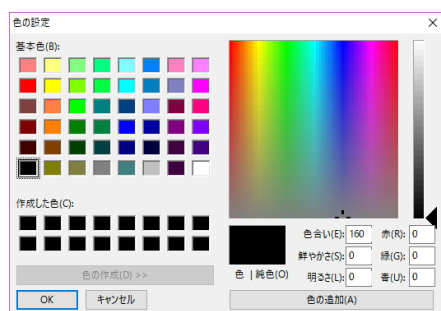 色の設定
基本色(B):
作成した色(C):
色の作成(D) >>
OK
キャンセル
色 | 純色(O)
色合い(E): 160
鮮やかさ(S): 0
明るさ(L): 0
赤(R): 0
緑(G): 0
青(U): 0
色の追加(A)